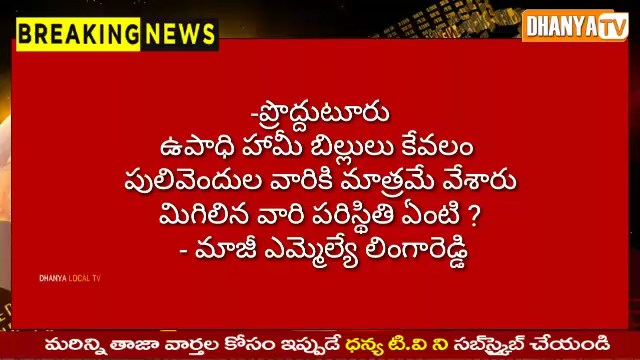 BREAKING NEWS
DHANYA TV
-ప్రొద్దుటూరు
ఉపాధి హామీ బిల్లులు కేవలం
పులివెందుల వారికి మాత్రమే వేశారు
మిగిలిన వారి పరిస్థితి ఏంటి ?
- మాజీ ఎమ్మెల్యే లింగారెడ్డి
DHANYA LOCAL TV
మరిన్ని తాజా వార్తల కోసం ఇప్పుడే ధన్య టి.వి ని సబ్‌స్క్రైబ్ చేయండి